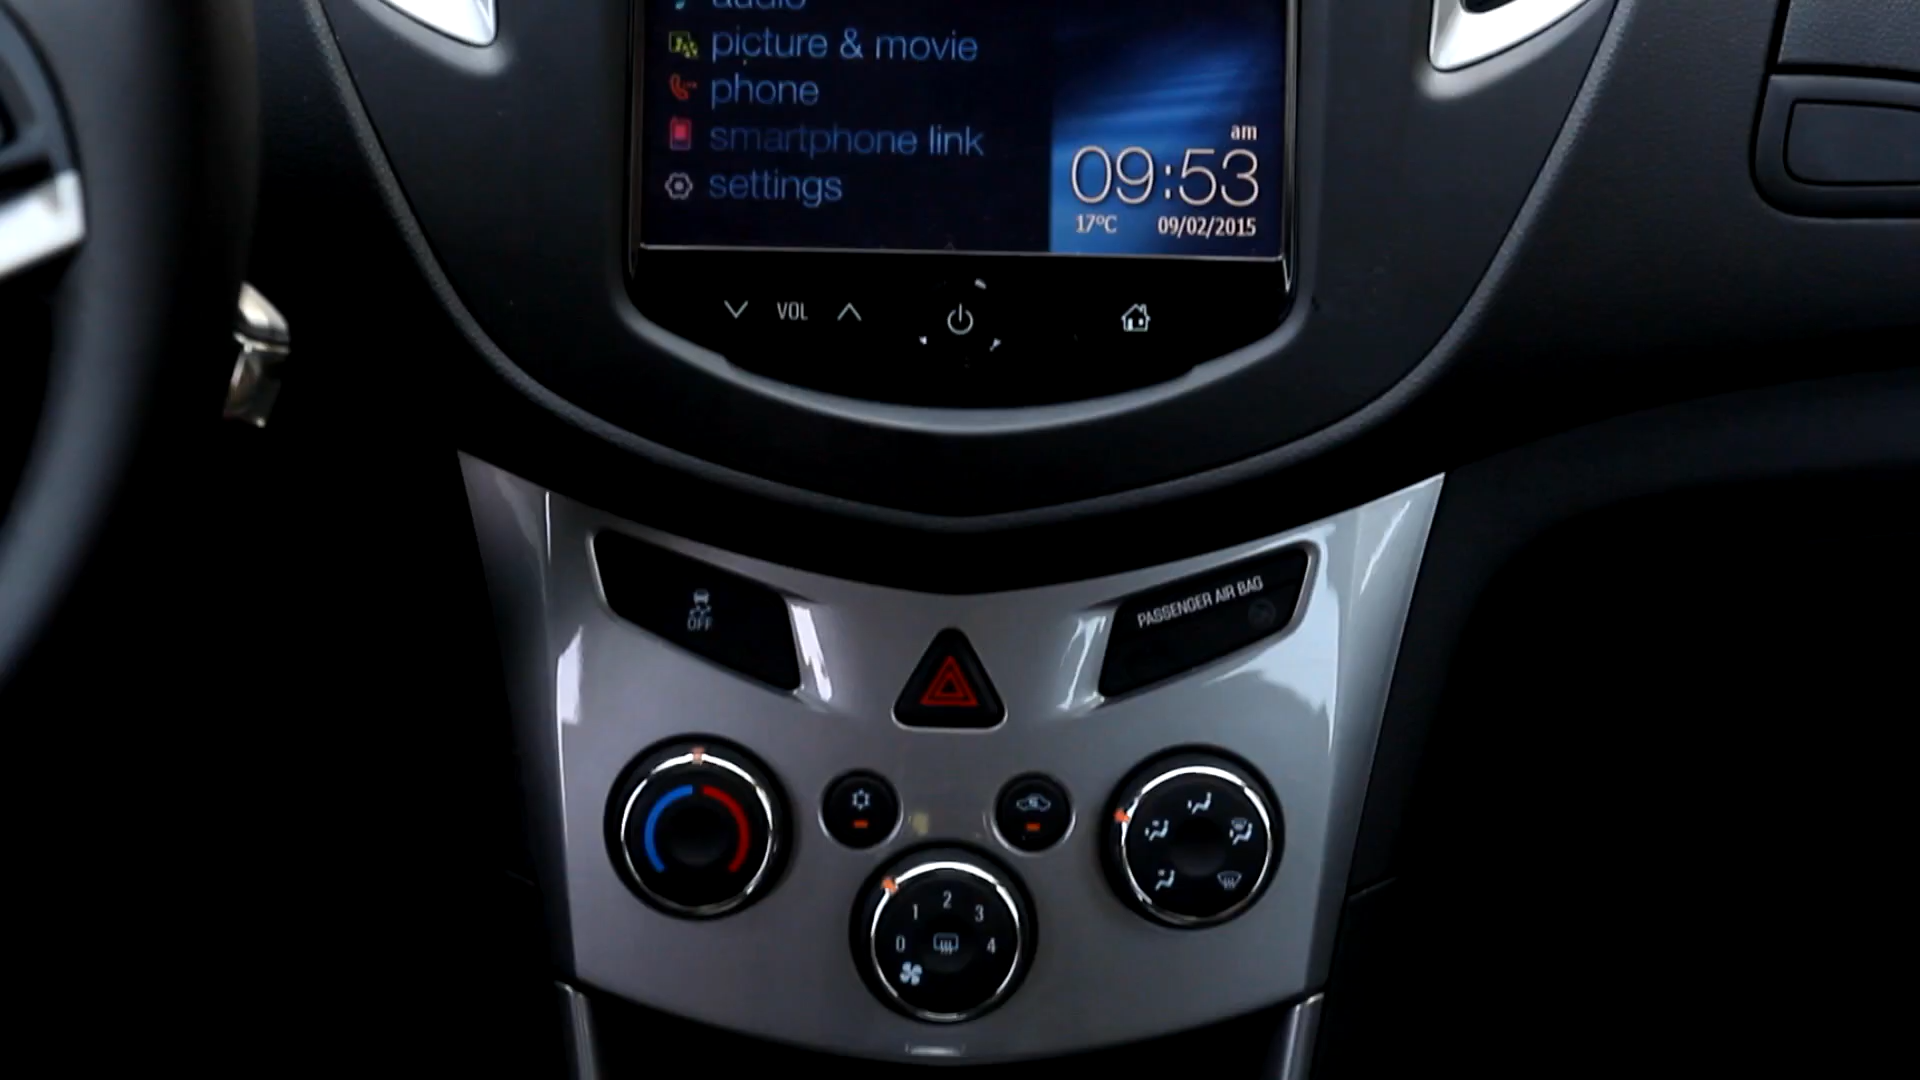 audio
picture & movie
phone
smartphone link
settings
am
09:53
17°C 09/02/2015
VOL
OFF
PASSENGER AIR BAG
2
1 3
0 4